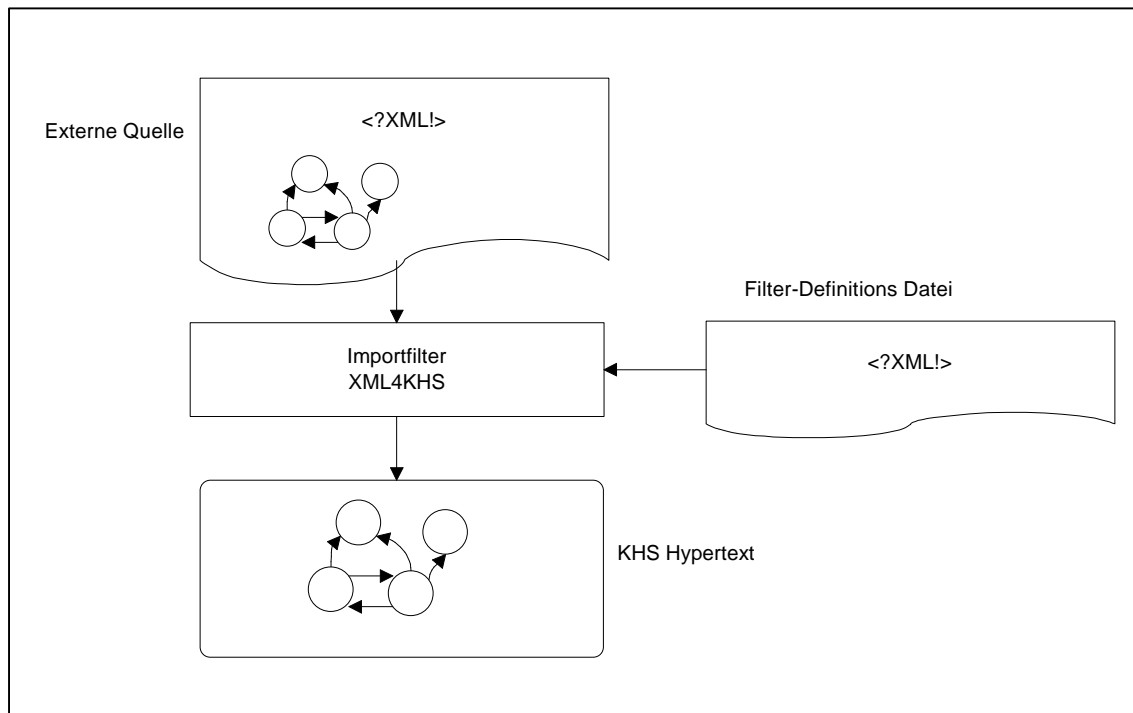 <?XML!>
Externe Quelle
Filter-Definitions Datei
Importfilter
XML4KHS
<?XML!>
KHS Hypertext